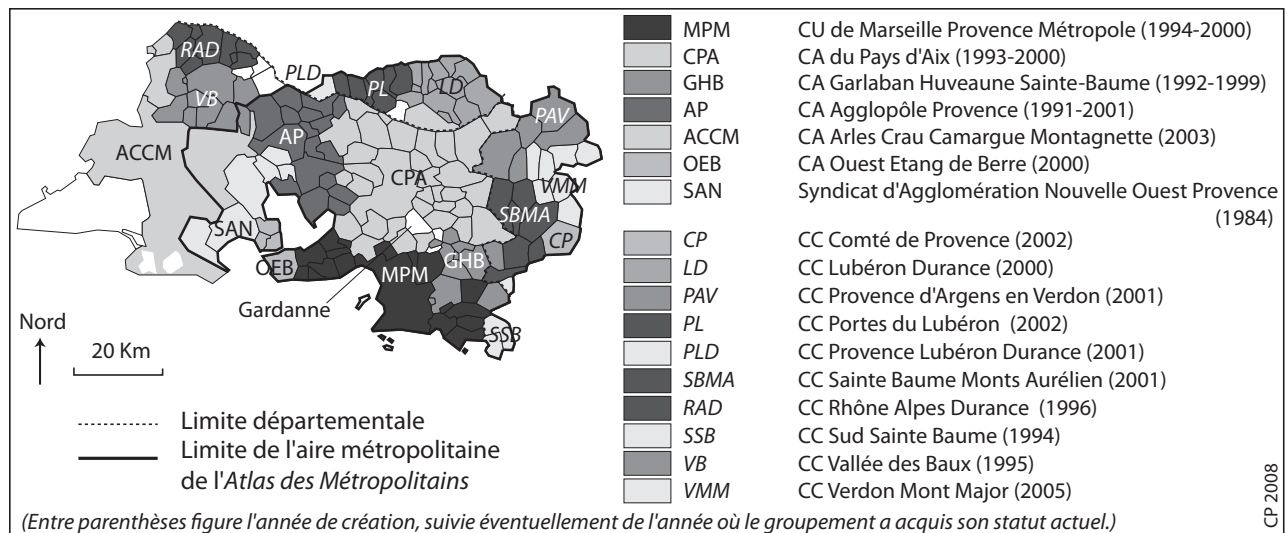 RAD
PLD
PL
LD
VB
PAV
AP
ACCM
CPA
VMM
SBMA
SAN
CP
OEB
MPM
GHB
Gardanne
SSB
Nord
20 Km
Limite départementale
Limite de l'aire métropolitaine
de l'Atlas des Métropolitains
MPM CU de Marseille Provence Métropole (1994-2000)
CPA CA du Pays d'Aix (1993-2000)
GHB CA Garlaban Huveaune Sainte-Baume (1992-1999)
AP CA Agglopôle Provence (1991-2001)
ACCM CA Arles Crau Camargue Montagnette (2003)
OEB CA Ouest Etang de Berre (2000)
SAN Syndicat d'Agglomération Nouvelle Ouest Provence
(1984)
CP CC Comté de Provence (2002)
LD CC Lubéron Durance (2000)
PAV CC Provence d'Argens en Verdon (2001)
PL CC Portes du Lubéron (2002)
PLD CC Provence Lubéron Durance (2001)
SBMA CC Sainte Baume Monts Aurélien (2001)
RAD CC Rhône Alpes Durance (1996)
SSB CC Sud Sainte Baume (1994)
VB CC Vallée des Baux (1995)
VMM CC Verdon Mont Major (2005)
(Entre parenthèses figure l'année de création, suivie éventuellement de l'année où le groupement a acquis son statut actuel.)
CP 2008